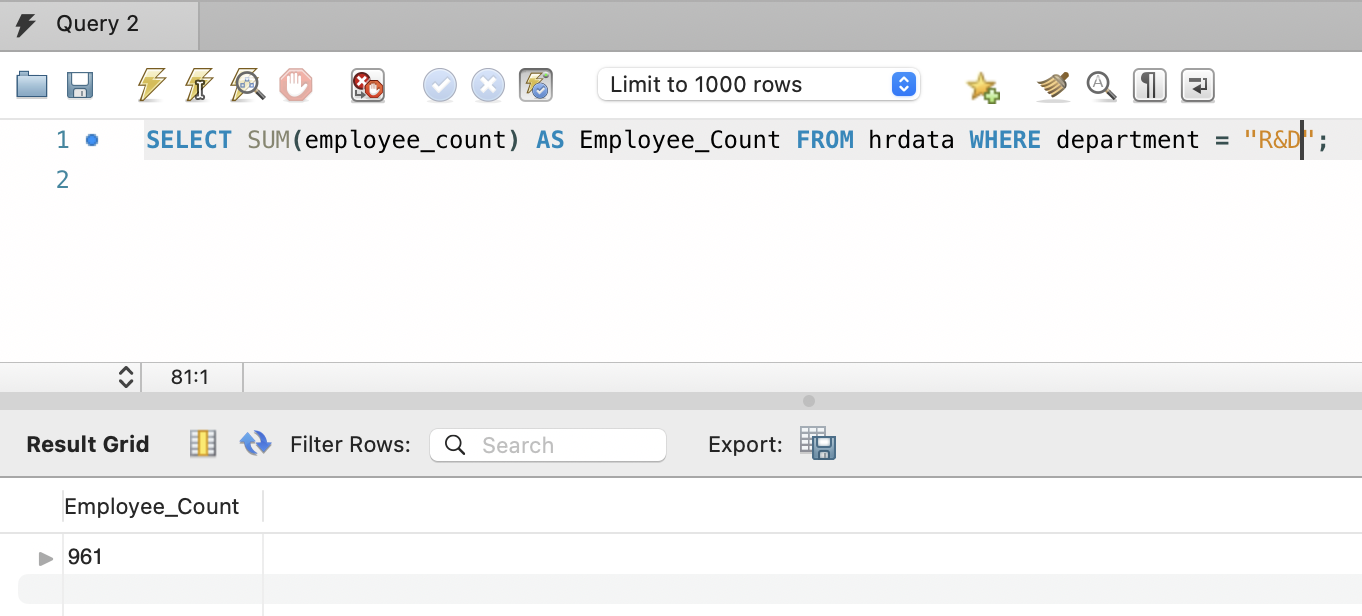 Query 2
Limit to 1000 rows
1 SELECT SUM(employee_count) AS Employee_Count FROM hrdata WHERE department = "R&D";
2
81:1
Result Grid Filter Rows: Search Export:
Employee_Count
961